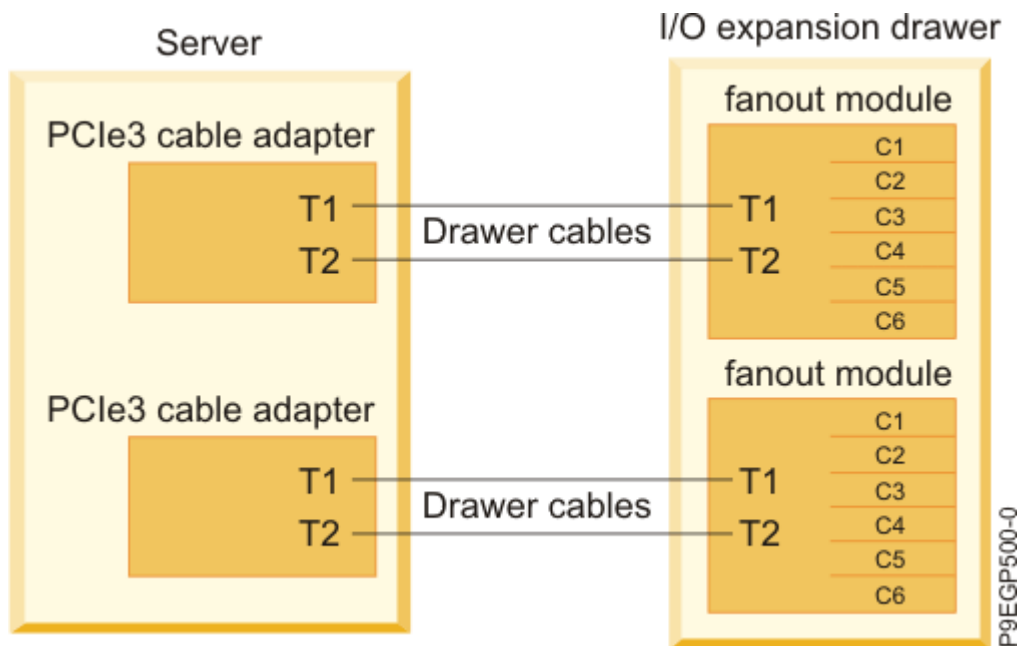 Server
I/O expansion drawer
PCIe3 cable adapter
T1
T2
Drawer cables
fanout module
T1
T2
C1
C2
C3
C4
C5
C6
PCIe3 cable adapter
T1
T2
Drawer cables
fanout module
T1
T2
C1
C2
C3
C4
C5
C6
P9EGP500-0